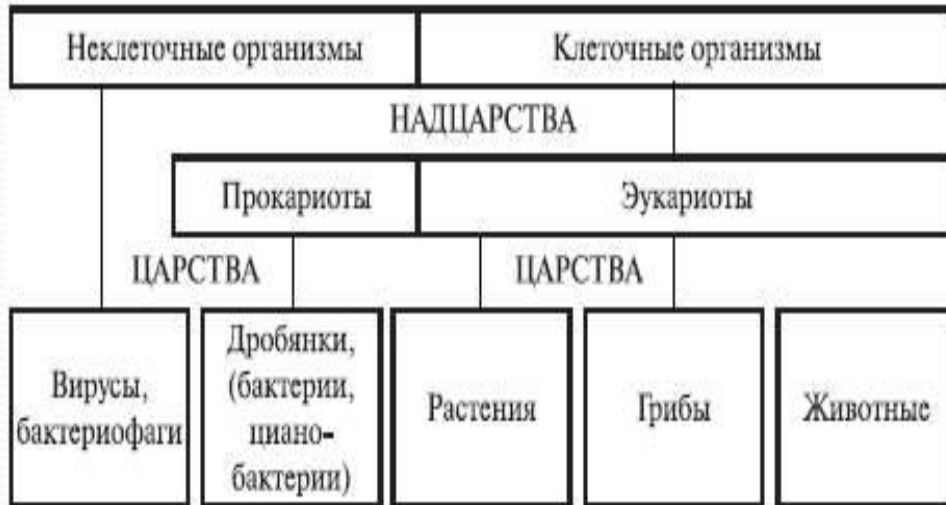 Неклеточные организмы
Клеточные организмы
НАДЦАРСТВА
Прокариоты
Эукариоты
ЦАРСТВА
ЦАРСТВА
Вирусы,
бактериофаги
Дробянки,
(бактерии,
циано-
бактерии)
Растения
Грибы
Животные